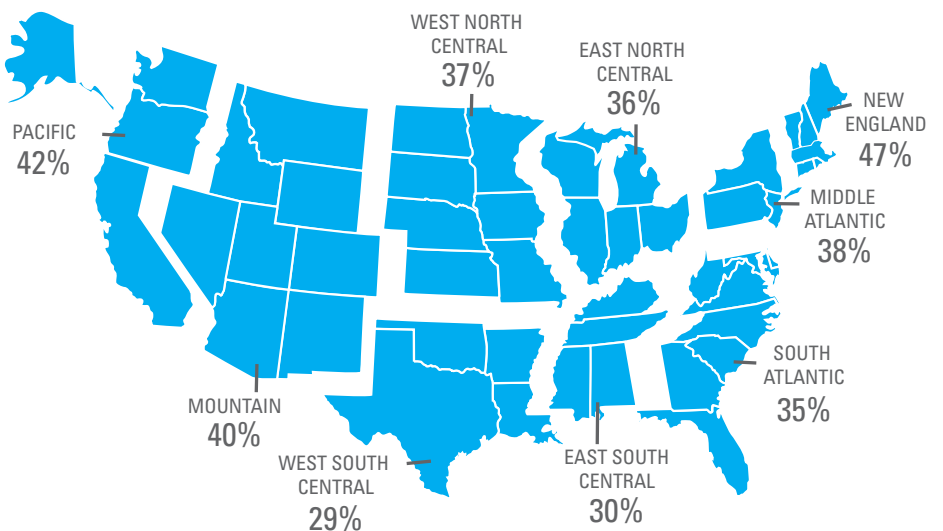 WEST NORTH
CENTRAL
37%
EAST NORTH
CENTRAL
36%
PACIFIC
42%
NEW
ENGLAND
47%
MIDDLE
ATLANTIC
38%
SOUTH
ATLANTIC
35%
MOUNTAIN
40%
WEST SOUTH
CENTRAL
29%
EAST SOUTH
CENTRAL
30%